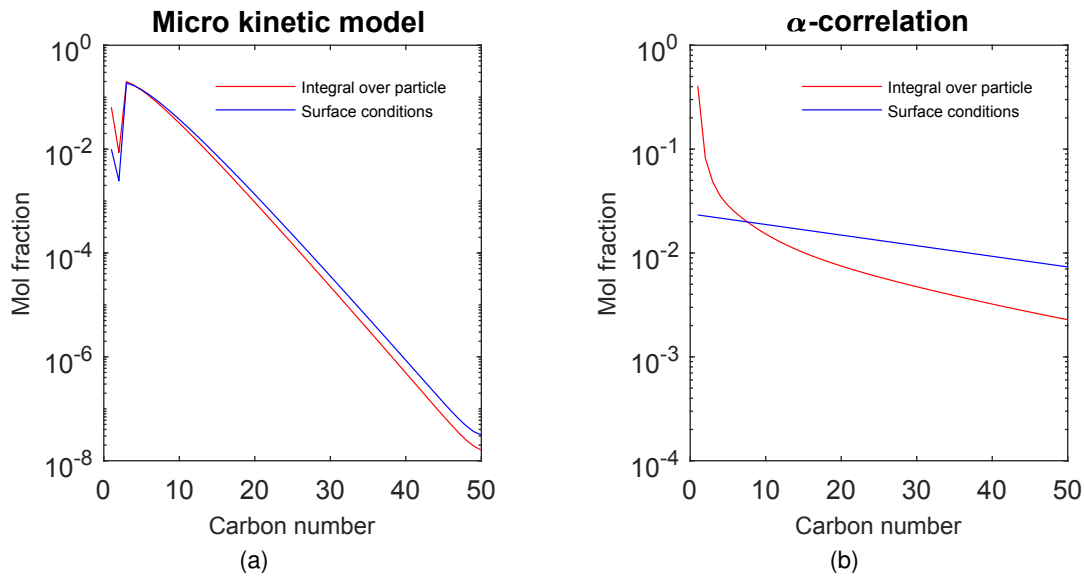 Micro kinetic model
10^0
10^-2
10^-4
10^-6
10^-8
Mol fraction
Integral over particle
Surface conditions
0 10 20 30 40 50
Carbon number
(a)
α-correlation
10^0
10^-1
10^-2
10^-3
10^-4
Mol fraction
Integral over particle
Surface conditions
0 10 20 30 40 50
Carbon number
(b)